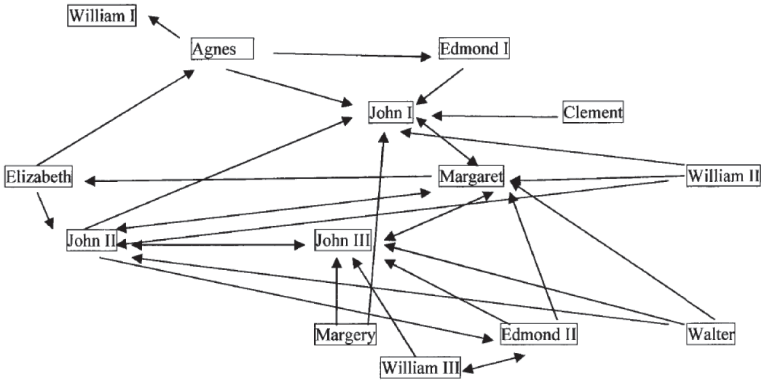 William I
Agnes
Edmond I
John I
Clement
Elizabeth
Margaret
William II
John II
John III
Margery
Edmond II
Walter
William III